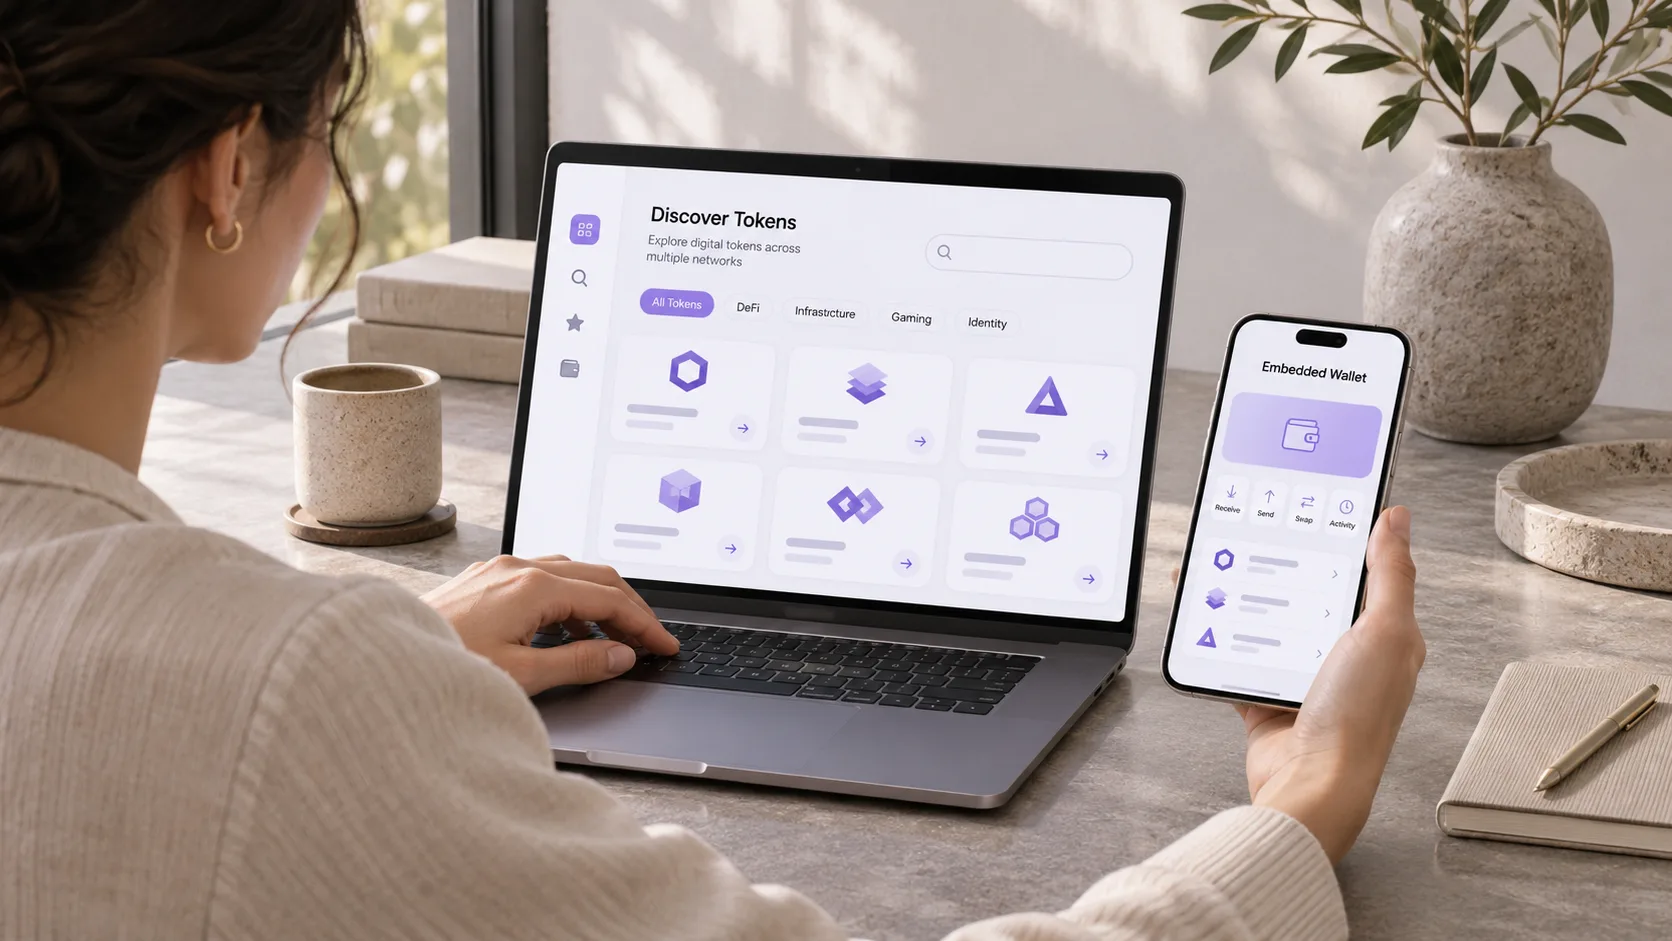 Discover Tokens
Explore digital tokens across
multiple networks
All Tokens
DeFi
Infrastrcture
Gaming
Identity
Embedded Wallet
Receive
Send
Swap
Activity